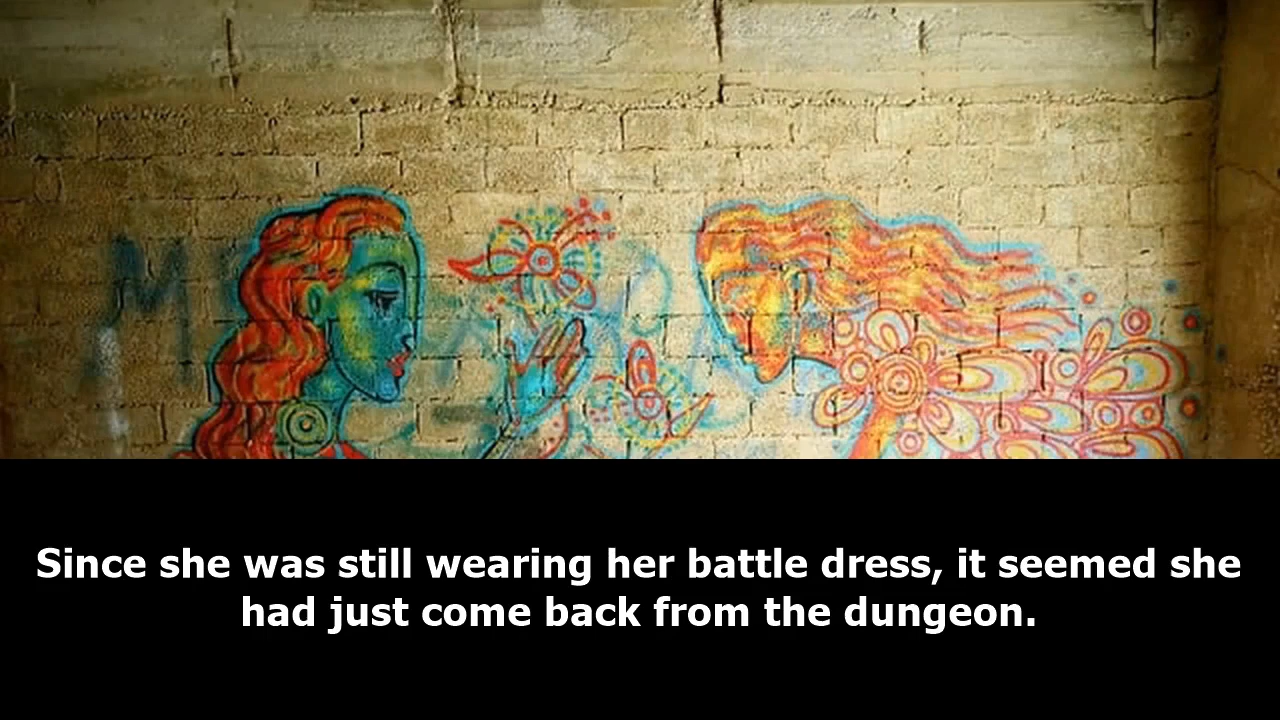 Since she was still wearing her battle dress, it seemed she
had just come back from the dungeon.